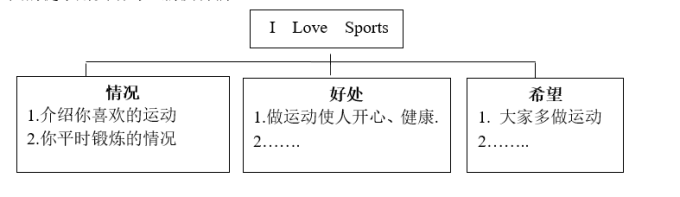 I Love Sports
情况
1.介绍你喜欢的运动
2.你平时锻炼的情况
好处
1.做运动使人开心、健康.
2.......
希望
1. 大家多做运动
2........